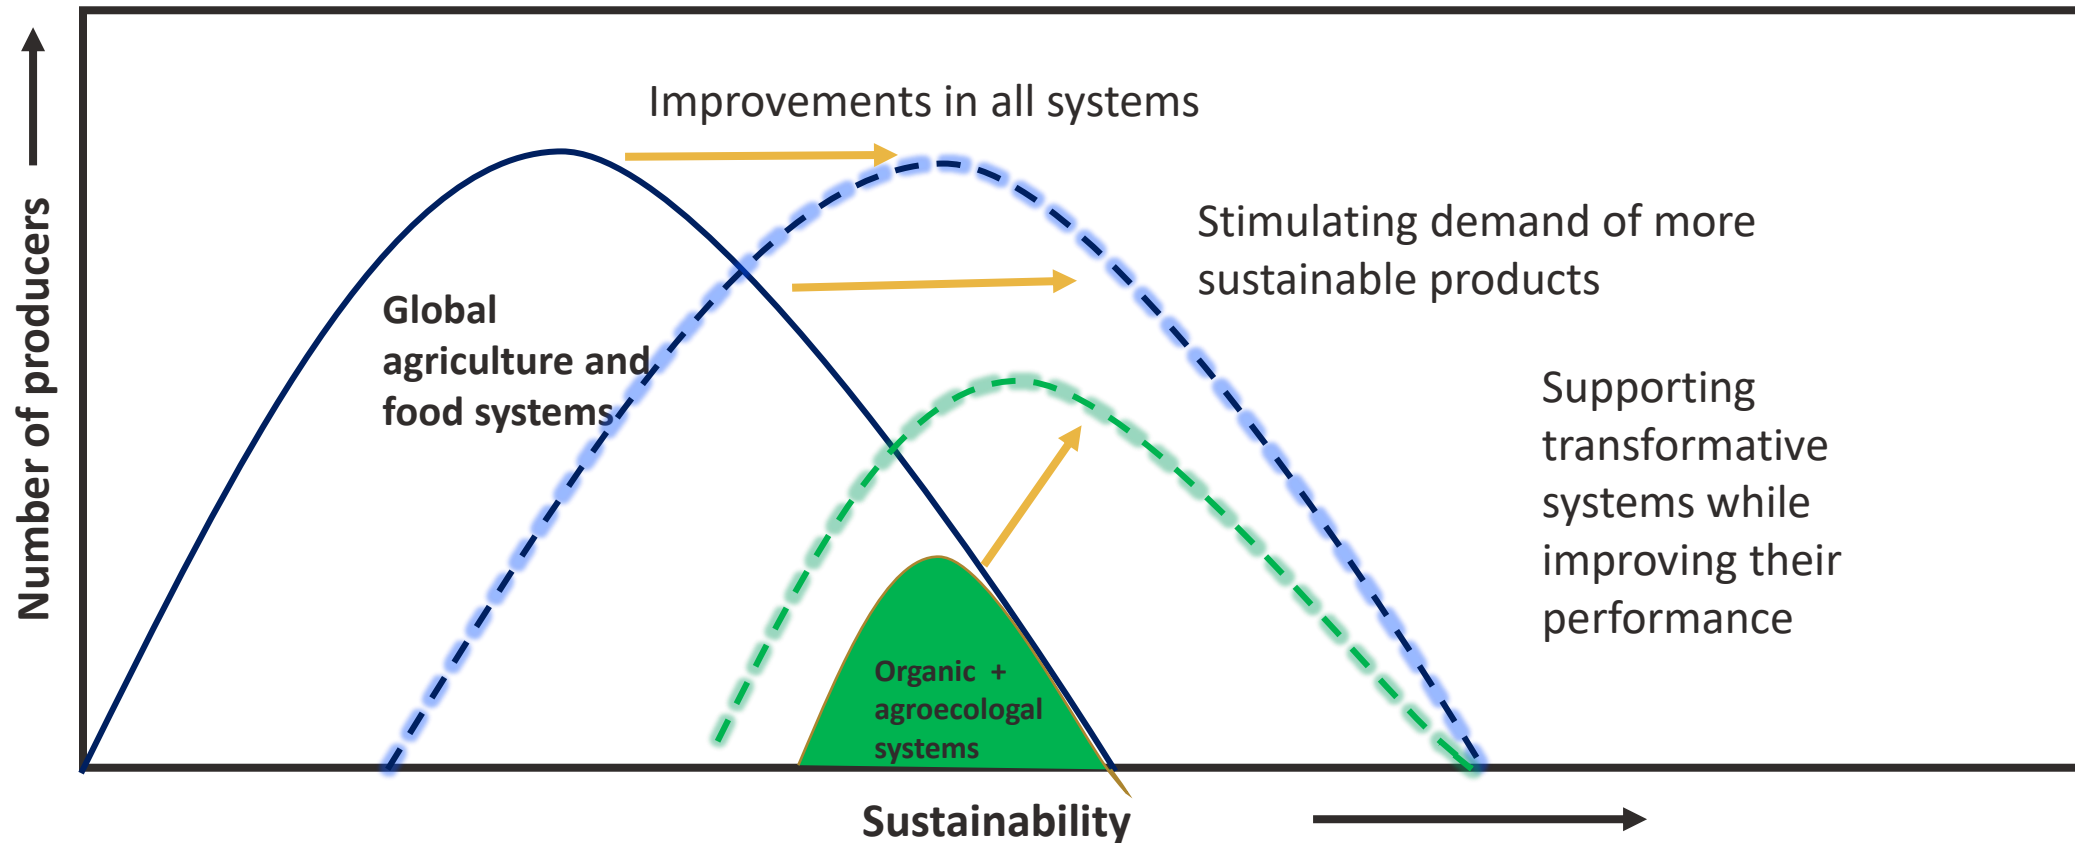 Number of producers
Improvements in all systems
Stimulating demand of more
sustainable products
Global
agriculture and
food systems
Supporting
transformative
systems while
improving their
performance
Organic +
agroecologal
systems
Sustainability